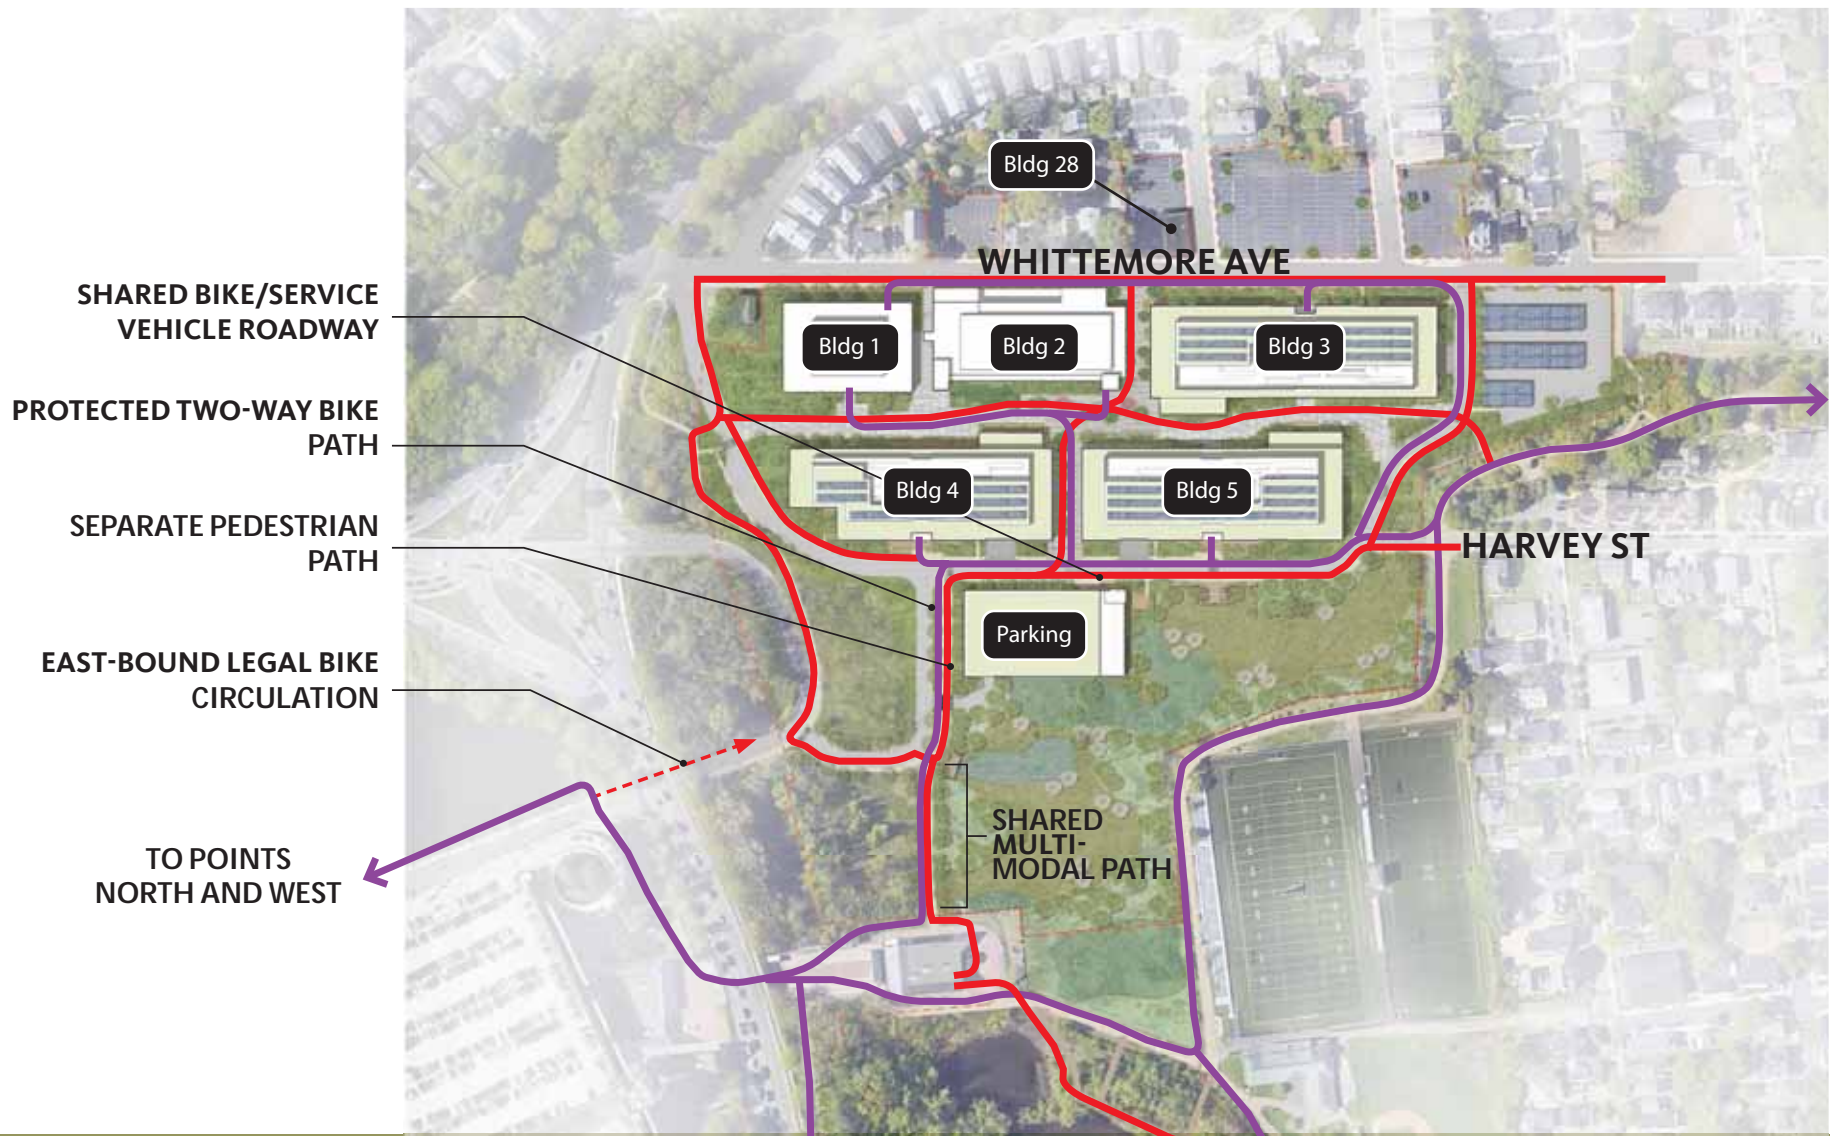 Bldg 28
WHITTEMORE AVE
SHARED BIKE/SERVICE
VEHICLE ROADWAY
Bldg 1
Bldg 2
Bldg 3
PROTECTED TWO-WAY BIKE
PATH
Bldg 4
Bldg 5
SEPARATE PEDESTRIAN
PATH
HARVEY ST
Parking
EAST-BOUND LEGAL BIKE
CIRCULATION
SHARED
MULTI-
MODAL PATH
TO POINTS
NORTH AND WEST